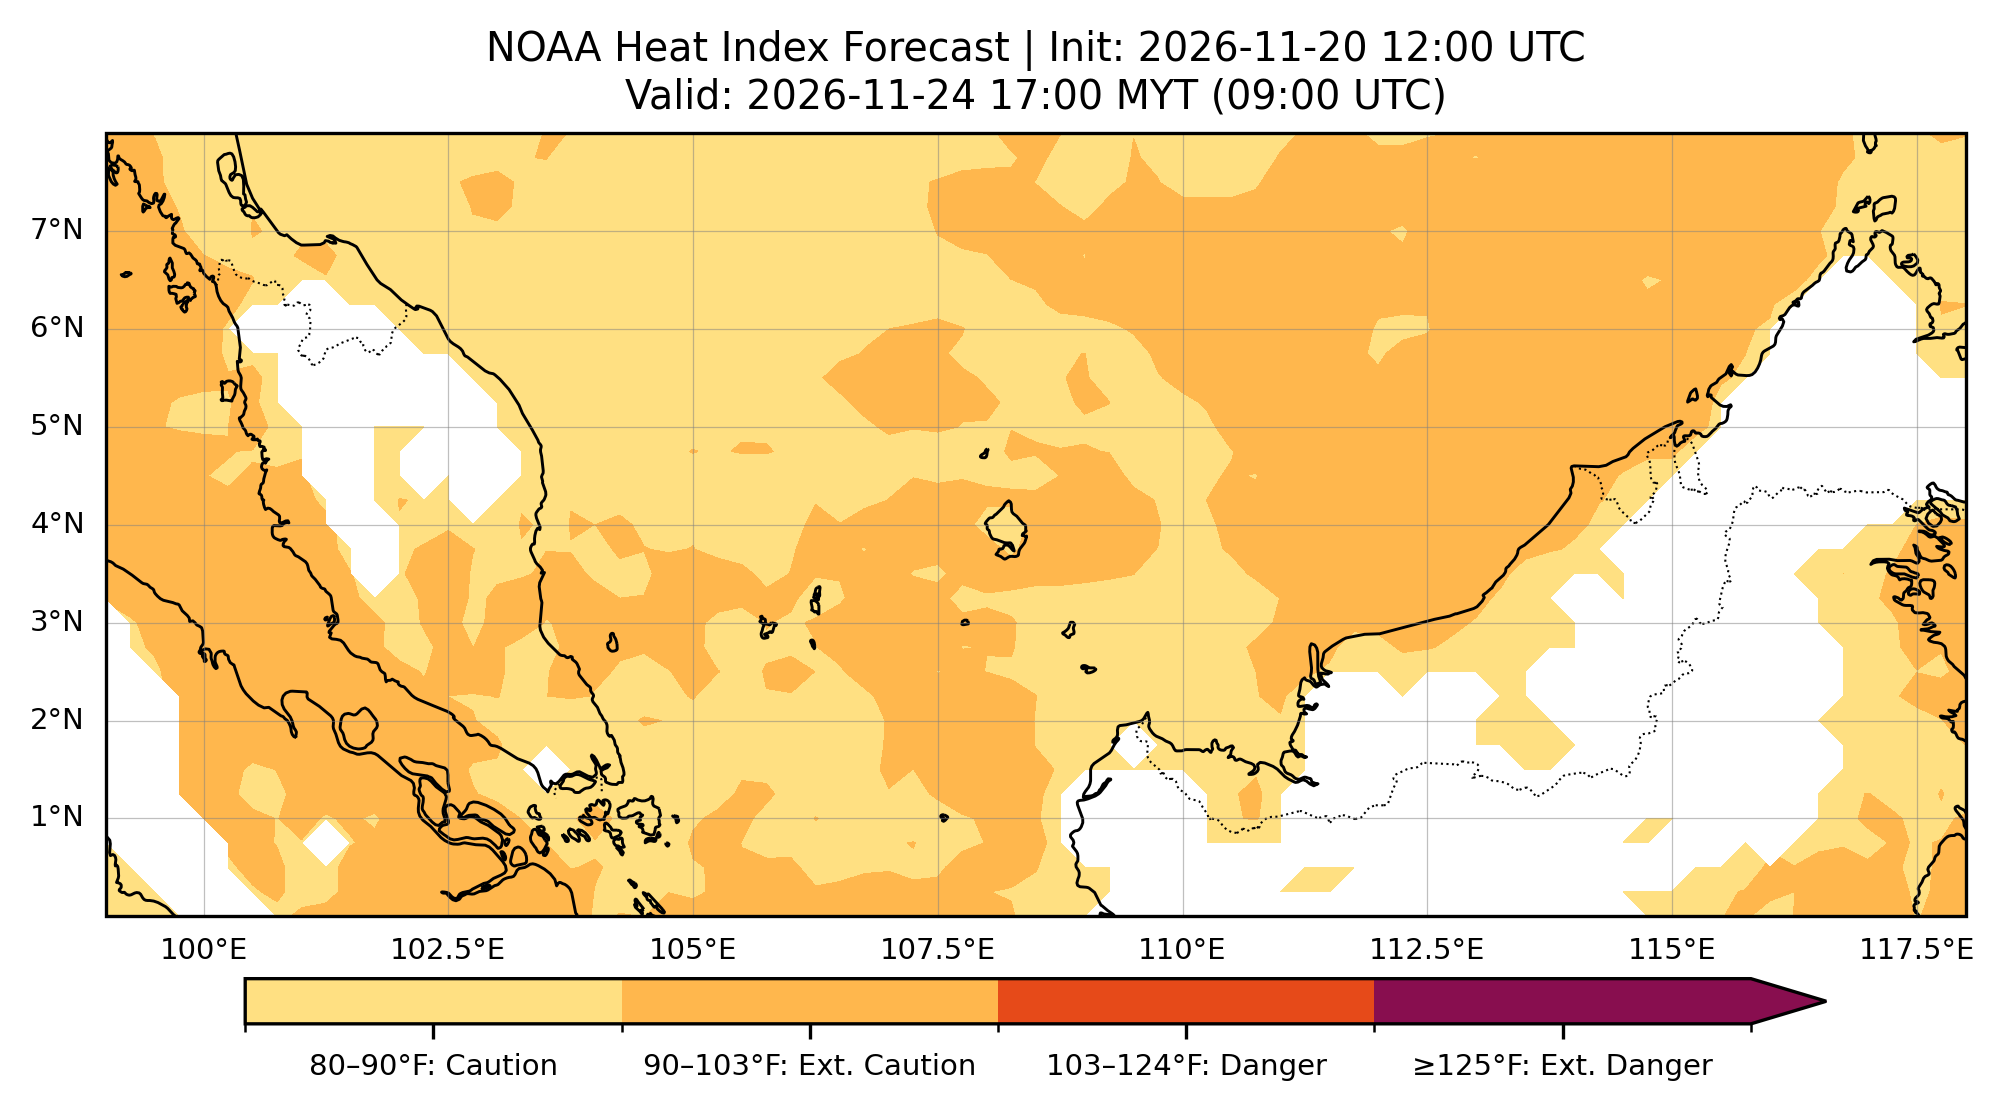 NOAA Heat Index Forecast | Init: 2026-11-20 12:00 UTC
Valid: 2026-11-24 17:00 MYT (09:00 UTC)
7°N
6°N
5°N
4°N
3°N
2°N
1°N
100°E 102.5°E 105°E 107.5°E 110°E 112.5°E 115°E 117.5°E
80–90°F: Caution 90–103°F: Ext. Caution 103–124°F: Danger ≥125°F: Ext. Danger